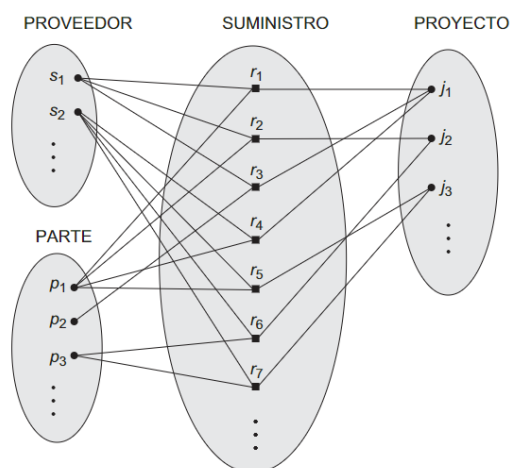 PROVEEDOR
s1
s2
PARTE
p1
p2
p3
SUMINISTRO
r1
r2
r3
r4
r5
r6
r7
PROYECTO
j1
j2
j3